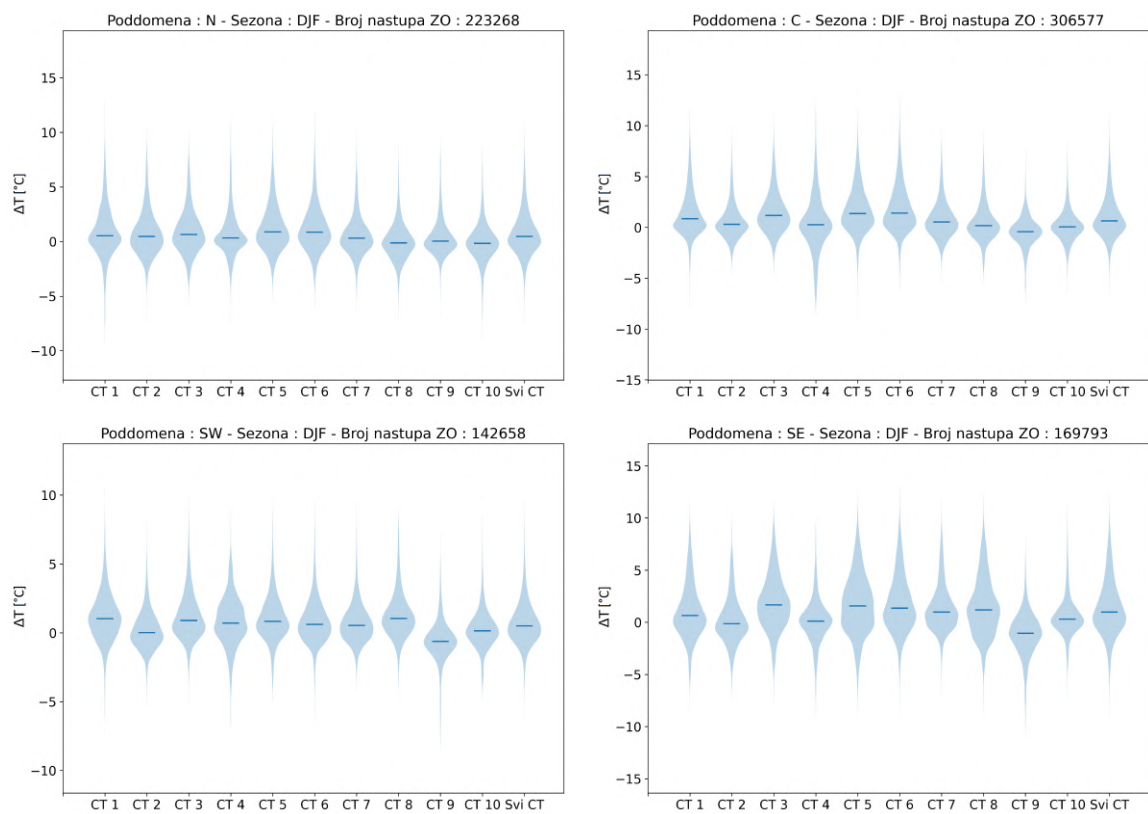 Poddomena : N - Sezona : DJF - Broj nastupa ZO : 223268
ΔT [°C]
15
10
5
0
−5
−10
CT 1 CT 2 CT 3 CT 4 CT 5 CT 6 CT 7 CT 8 CT 9 CT 10 Svi CT
Poddomena : C - Sezona : DJF - Broj nastupa ZO : 306577
ΔT [°C]
15
10
5
0
−5
−10
−15
CT 1 CT 2 CT 3 CT 4 CT 5 CT 6 CT 7 CT 8 CT 9 CT 10 Svi CT
Poddomena : SW - Sezona : DJF - Broj nastupa ZO : 142658
ΔT [°C]
10
5
0
−5
−10
CT 1 CT 2 CT 3 CT 4 CT 5 CT 6 CT 7 CT 8 CT 9 CT 10 Svi CT
Poddomena : SE - Sezona : DJF - Broj nastupa ZO : 169793
ΔT [°C]
15
10
5
0
−5
−10
−15
CT 1 CT 2 CT 3 CT 4 CT 5 CT 6 CT 7 CT 8 CT 9 CT 10 Svi CT